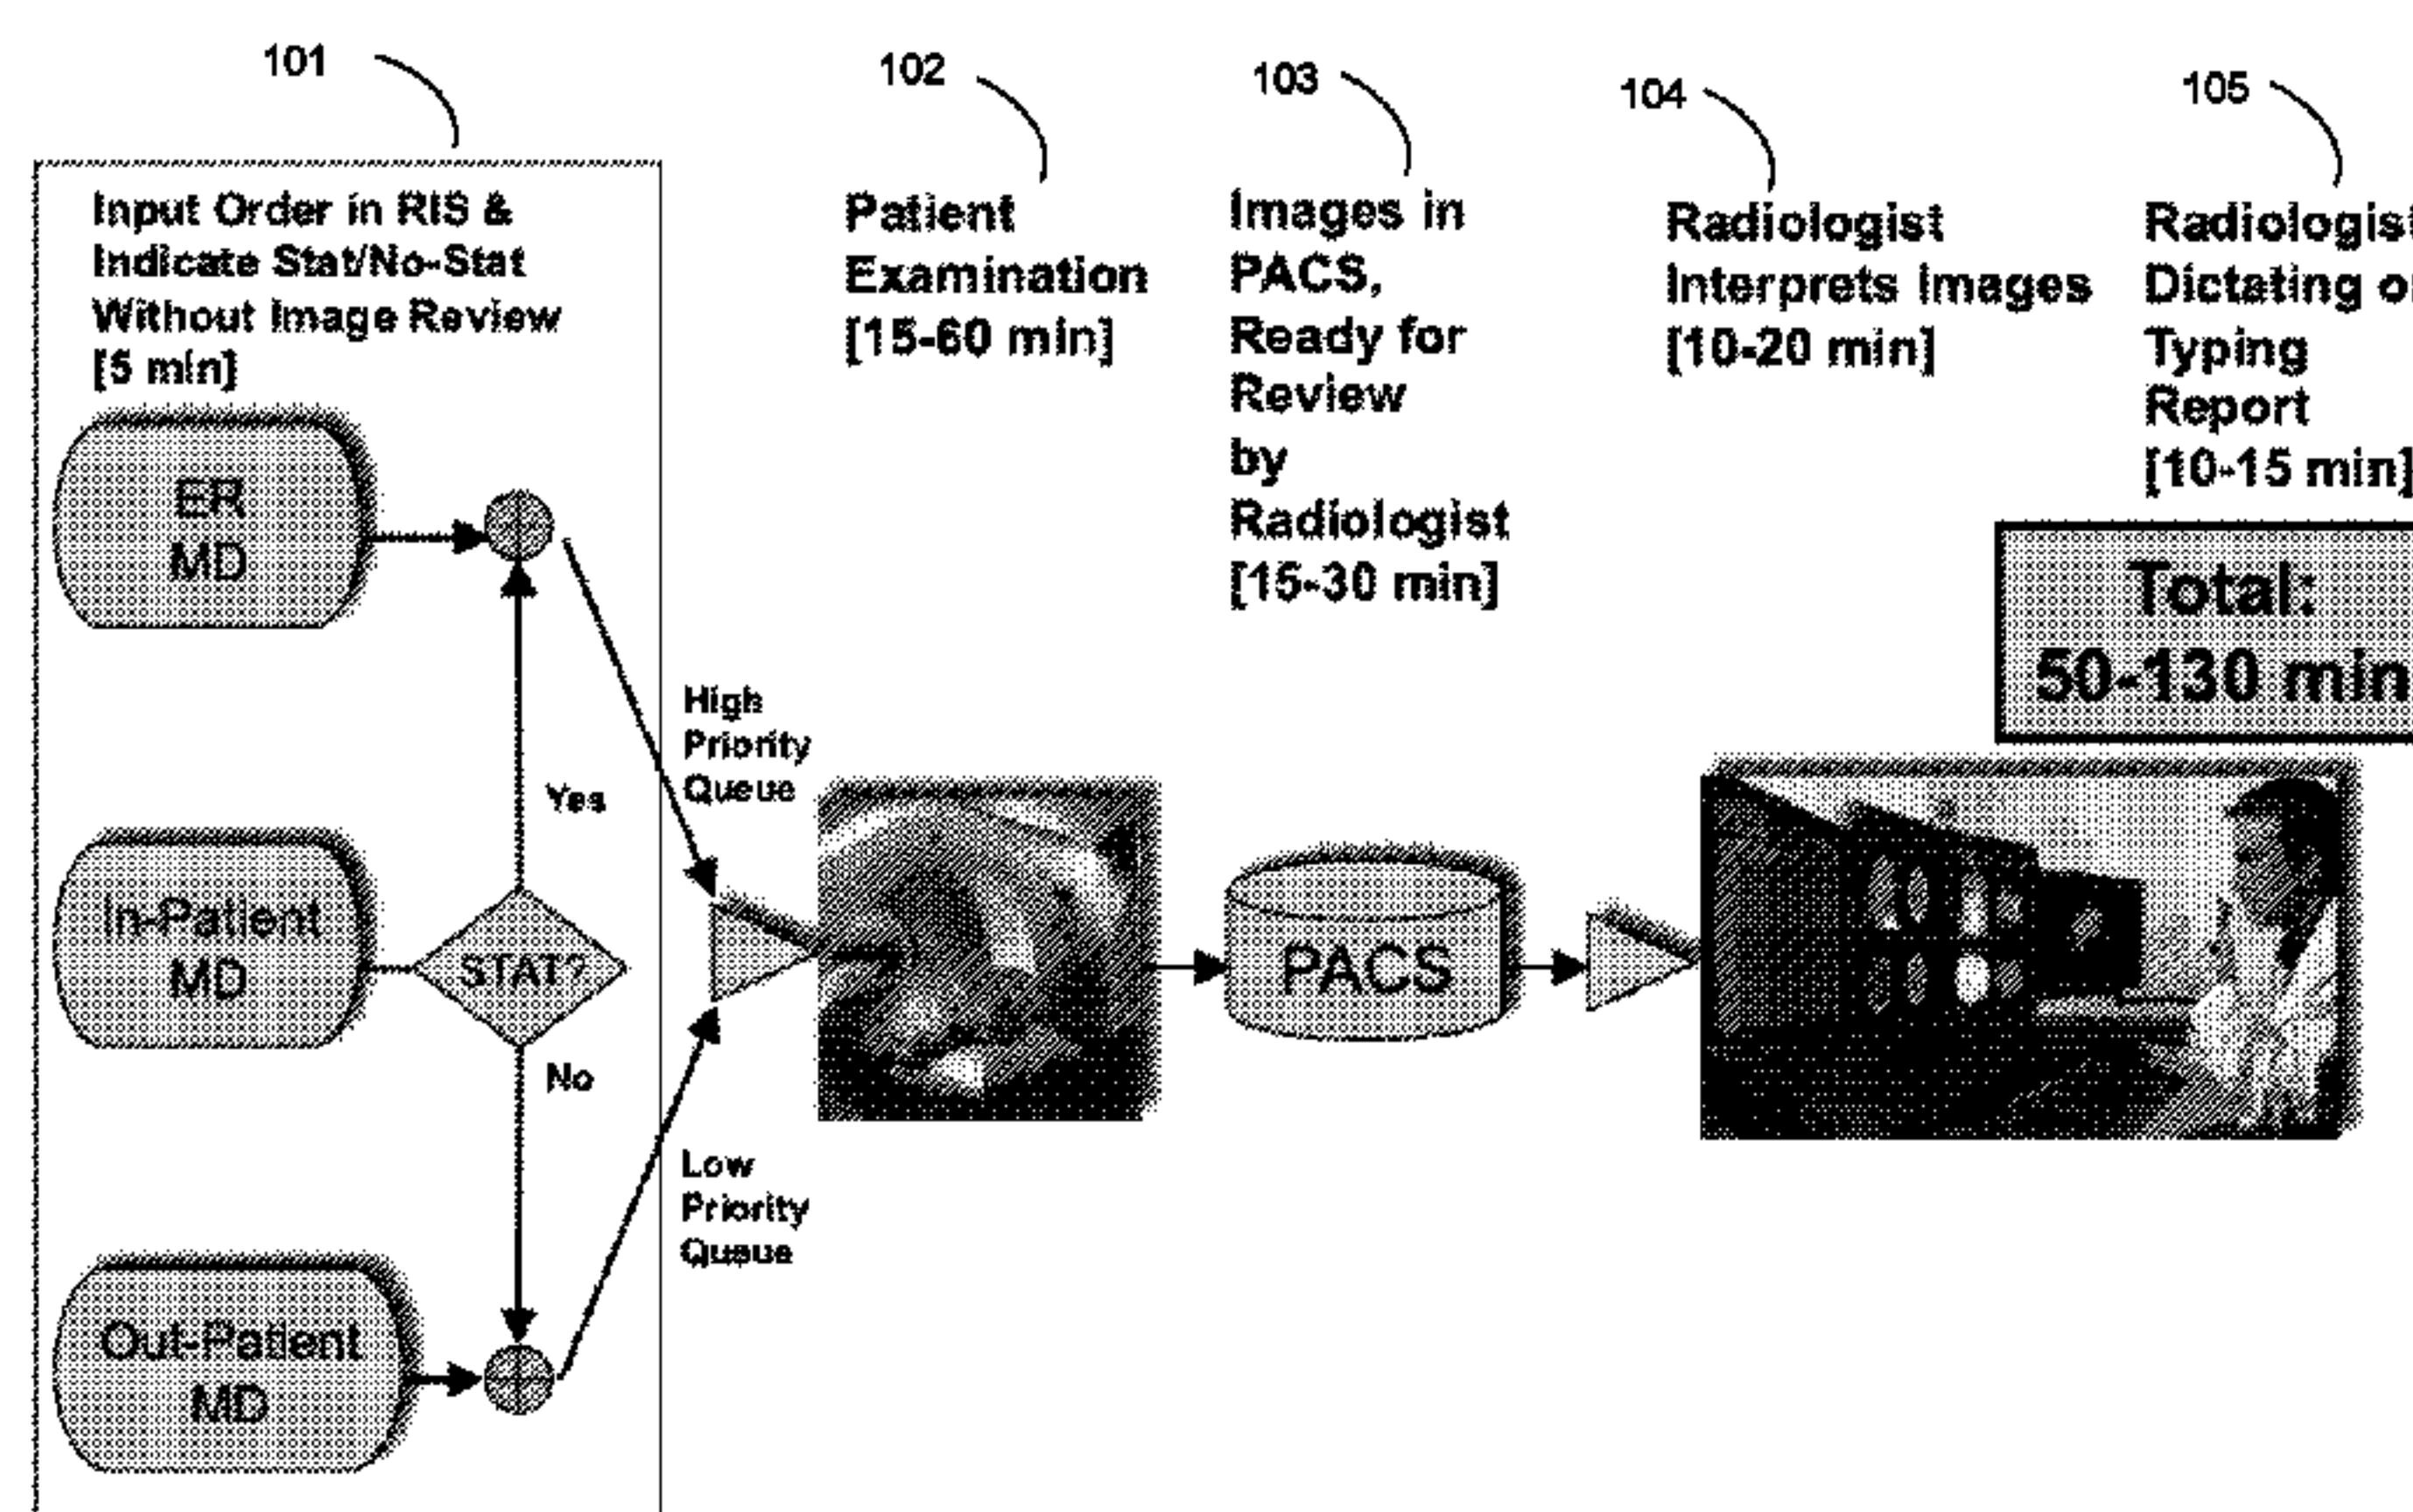 101
102
103
104
105
Input Order in RIS &
Indicate Stat/No-Stat
Without Image Review
[5 min]
Patient
Examination
[15-60 min]
Images in
PACS,
Ready for
Review
by
Radiologist
[15-30 min]
Radiologist
Interprets Images
[10-20 min]
Radiologist
Dictating or
Typing
Report
[10-15 min]
Total:
50-130 min
ER
MD
High
Priority
Queue
Yes
In-Patient
MD
STAT?
PACS
No
Low
Priority
Queue
Out-Patient
MD